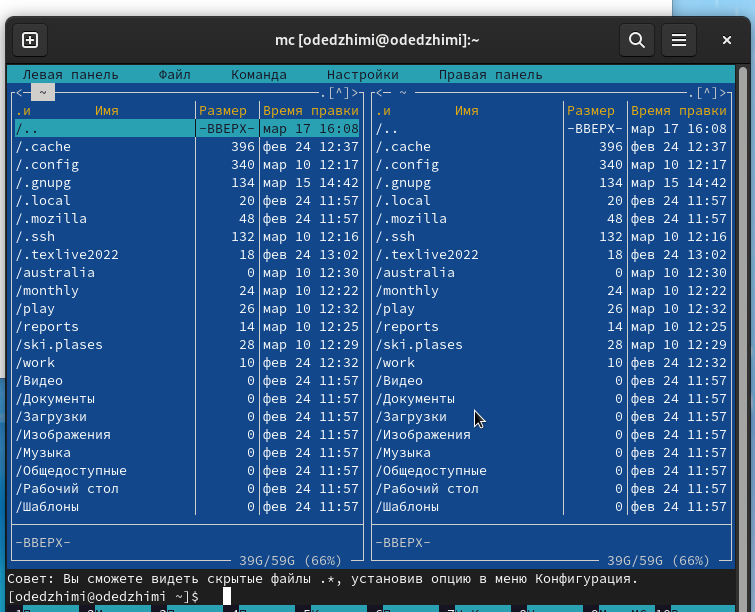 mc [odedzhimi@odedzhimi]:~
Левая панель Файл Команда Настройки Правая панель
<─ ~ .[^]> <─ ~ .[^]>
.и Имя Размер Время правки .и Имя Размер Время правки
/.. -ВВЕРХ- мар 17 16:08 /.. -ВВЕРХ- мар 17 16:08
/.cache 396 фев 24 12:37 /.cache 396 фев 24 12:37
/.config 340 мар 10 12:17 /.config 340 мар 10 12:17
/.gnupg 134 мар 15 14:42 /.gnupg 134 мар 15 14:42
/.local 20 фев 24 11:57 /.local 20 фев 24 11:57
/.mozilla 48 фев 24 11:57 /.mozilla 48 фев 24 11:57
/.ssh 132 мар 10 12:16 /.ssh 132 мар 10 12:16
/.texlive2022 18 фев 24 13:02 /.texlive2022 18 фев 24 13:02
/australia 0 мар 10 12:30 /australia 0 мар 10 12:30
/monthly 24 мар 10 12:22 /monthly 24 мар 10 12:22
/play 26 мар 10 12:32 /play 26 мар 10 12:32
/reports 14 мар 10 12:25 /reports 14 мар 10 12:25
/ski.plases 28 мар 10 12:29 /ski.plases 28 мар 10 12:29
/work 10 фев 24 12:32 /work 10 фев 24 12:32
/Видео 0 фев 24 11:57 /Видео 0 фев 24 11:57
/Документы 0 фев 24 11:57 /Документы 0 фев 24 11:57
/Загрузки 0 фев 24 11:57 /Загрузки 0 фев 24 11:57
/Изображения 0 фев 24 11:57 /Изображения 0 фев 24 11:57
/Музыка 0 фев 24 11:57 /Музыка 0 фев 24 11:57
/Общедоступные 0 фев 24 11:57 /Общедоступные 0 фев 24 11:57
/Рабочий стол 0 фев 24 11:57 /Рабочий стол 0 фев 24 11:57
/Шаблоны 0 фев 24 11:57 /Шаблоны 0 фев 24 11:57
-ВВЕРХ- -ВВЕРХ-
39G/59G (66%) 39G/59G (66%)
Совет: Вы сможете видеть скрытые файлы .*, установив опцию в меню Конфигурация.
[odedzhimi@odedzhimi ~]$